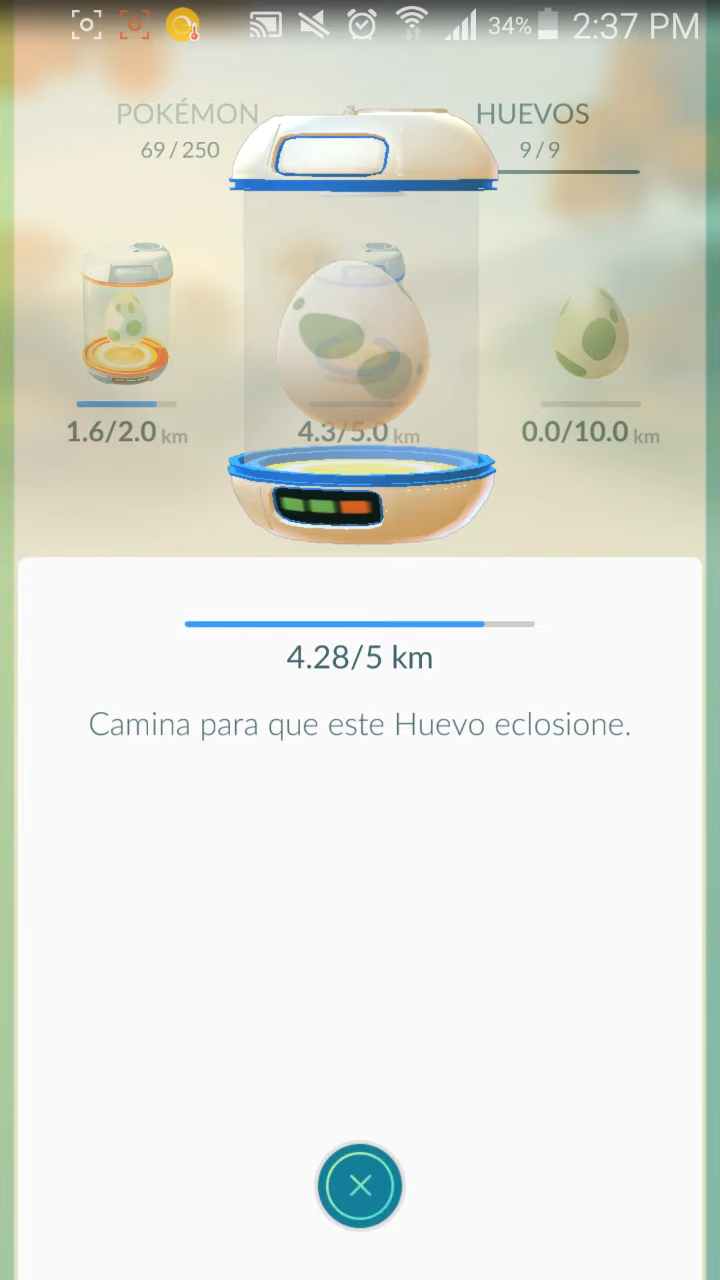 34% 2:37 PM
POKÉMON HUEVOS
69/250 9/9
1.6/2.0 km 4.3/5.0 km 0.0/10.0 km
4.28/5 km
Camina para que este Huevo eclosione.